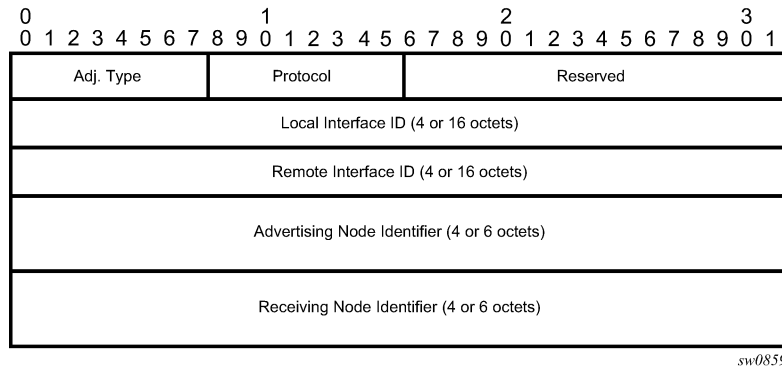 0 1 2 3
0 1 2 3 4 5 6 7 8 9 0 1 2 3 4 5 6 7 8 9 0 1 2 3 4 5 6 7 8 9 0 1
Adj. Type Protocol Reserved
Local Interface ID (4 or 16 octets)
Remote Interface ID (4 or 16 octets)
Advertising Node Identifier (4 or 6 octets)
Receiving Node Identifier (4 or 6 octets)
sw0859